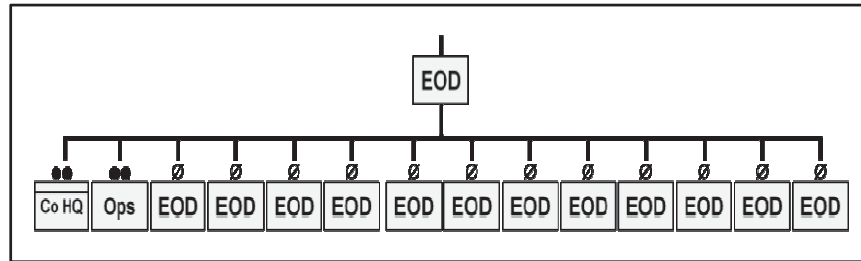 EOD
Ø Ø Ø Ø Ø Ø Ø Ø Ø Ø Ø Ø
Co HQ Ops EOD EOD EOD EOD EOD EOD EOD EOD EOD EOD EOD EOD